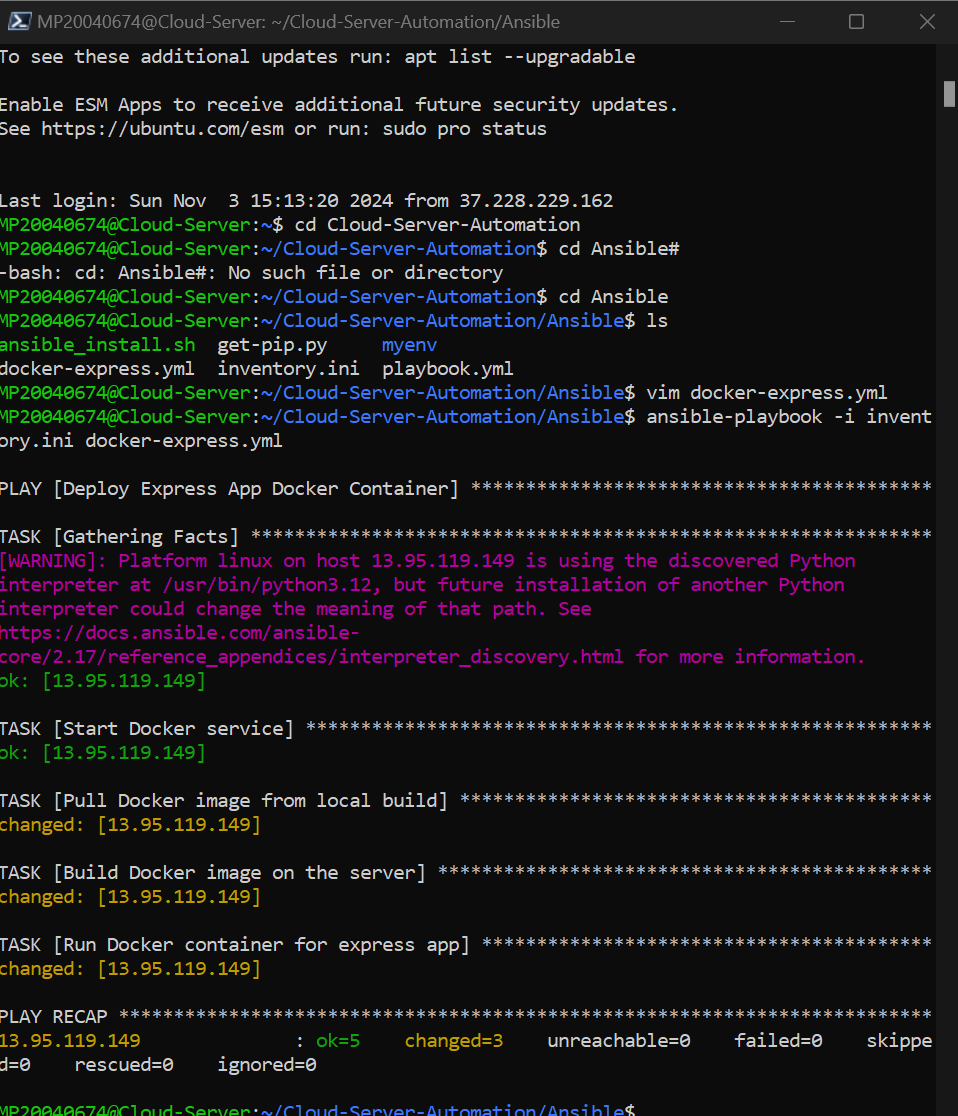 MP20040674@Cloud-Server: ~/Cloud-Server-Automation/Ansible
To see these additional updates run: apt list --upgradable
Enable ESM Apps to receive additional future security updates.
See https://ubuntu.com/esm or run: sudo pro status
Last login: Sun Nov  3 15:13:20 2024 from 37.228.229.162
MP20040674@Cloud-Server:~$ cd Cloud-Server-Automation
MP20040674@Cloud-Server:~/Cloud-Server-Automation$ cd Ansible#
-bash: cd: Ansible#: No such file or directory
MP20040674@Cloud-Server:~/Cloud-Server-Automation$ cd Ansible
MP20040674@Cloud-Server:~/Cloud-Server-Automation/Ansible$ ls
ansible_install.sh  get-pip.py     myenv
docker-express.yml  inventory.ini  playbook.yml
MP20040674@Cloud-Server:~/Cloud-Server-Automation/Ansible$ vim docker-express.yml
MP20040674@Cloud-Server:~/Cloud-Server-Automation/Ansible$ ansible-playbook -i invent
ory.ini docker-express.yml
PLAY [Deploy Express App Docker Container] ******************************************
TASK [Gathering Facts] **************************************************************
[WARNING]: Platform linux on host 13.95.119.149 is using the discovered Python
interpreter at /usr/bin/python3.12, but future installation of another Python
interpreter could change the meaning of that path. See
https://docs.ansible.com/ansible-
core/2.17/reference_appendices/interpreter_discovery.html for more information.
ok: [13.95.119.149]
TASK [Start Docker service] *********************************************************
ok: [13.95.119.149]
TASK [Pull Docker image from local build] *******************************************
changed: [13.95.119.149]
TASK [Build Docker image on the server] *********************************************
changed: [13.95.119.149]
TASK [Run Docker container for express app] *****************************************
changed: [13.95.119.149]
PLAY RECAP **************************************************************************
13.95.119.149              : ok=5    changed=3    unreachable=0    failed=0    skippe
d=0    rescued=0    ignored=0
MP20040674@Cloud-Server:~/Cloud-Server-Automation/Ansible$